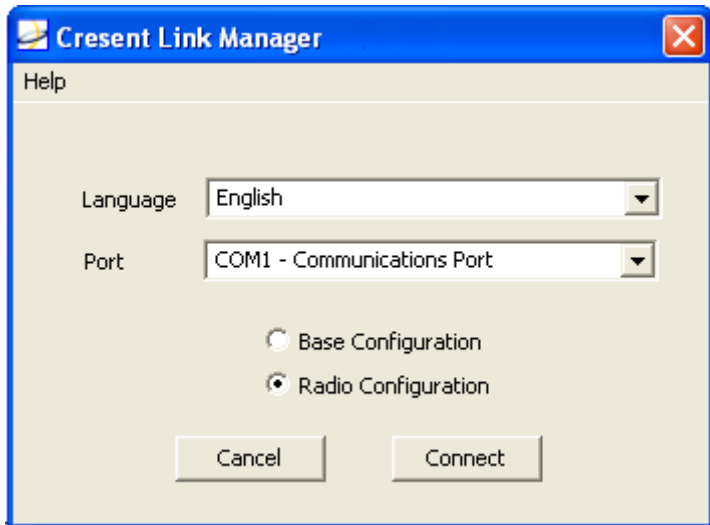 Cresent Link Manager
Help
Language English
Port COM1 - Communications Port
Base Configuration
Radio Configuration
Cancel Connect